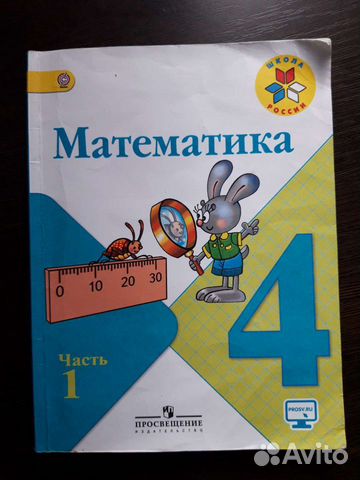 ШКОЛА
РОССИИ
Математика
0 10 20 30
4
Часть
1
PROSV.RU
ПРОСВЕЩЕНИЕ
ИЗДАТЕЛЬСТВО
Avito